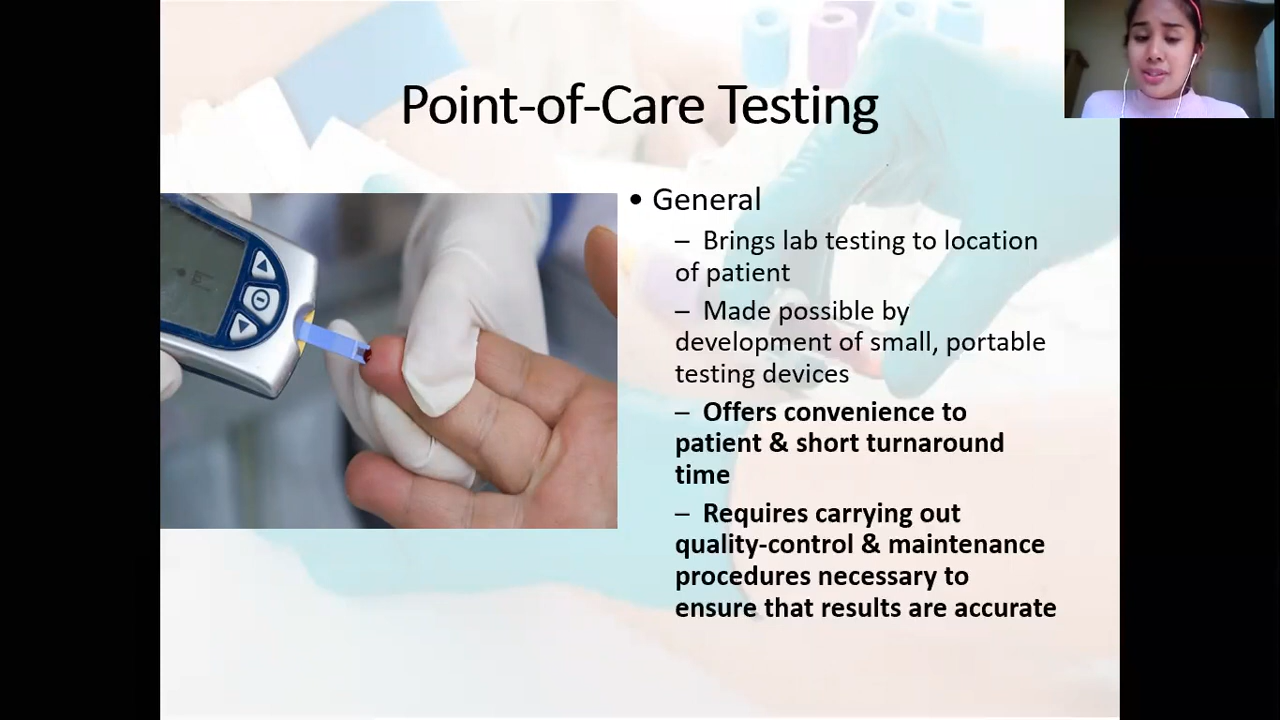 Point-of-Care Testing
• General
– Brings lab testing to location
of patient
– Made possible by
development of small, portable
testing devices
– Offers convenience to
patient & short turnaround
time
– Requires carrying out
quality-control & maintenance
procedures necessary to
ensure that results are accurate